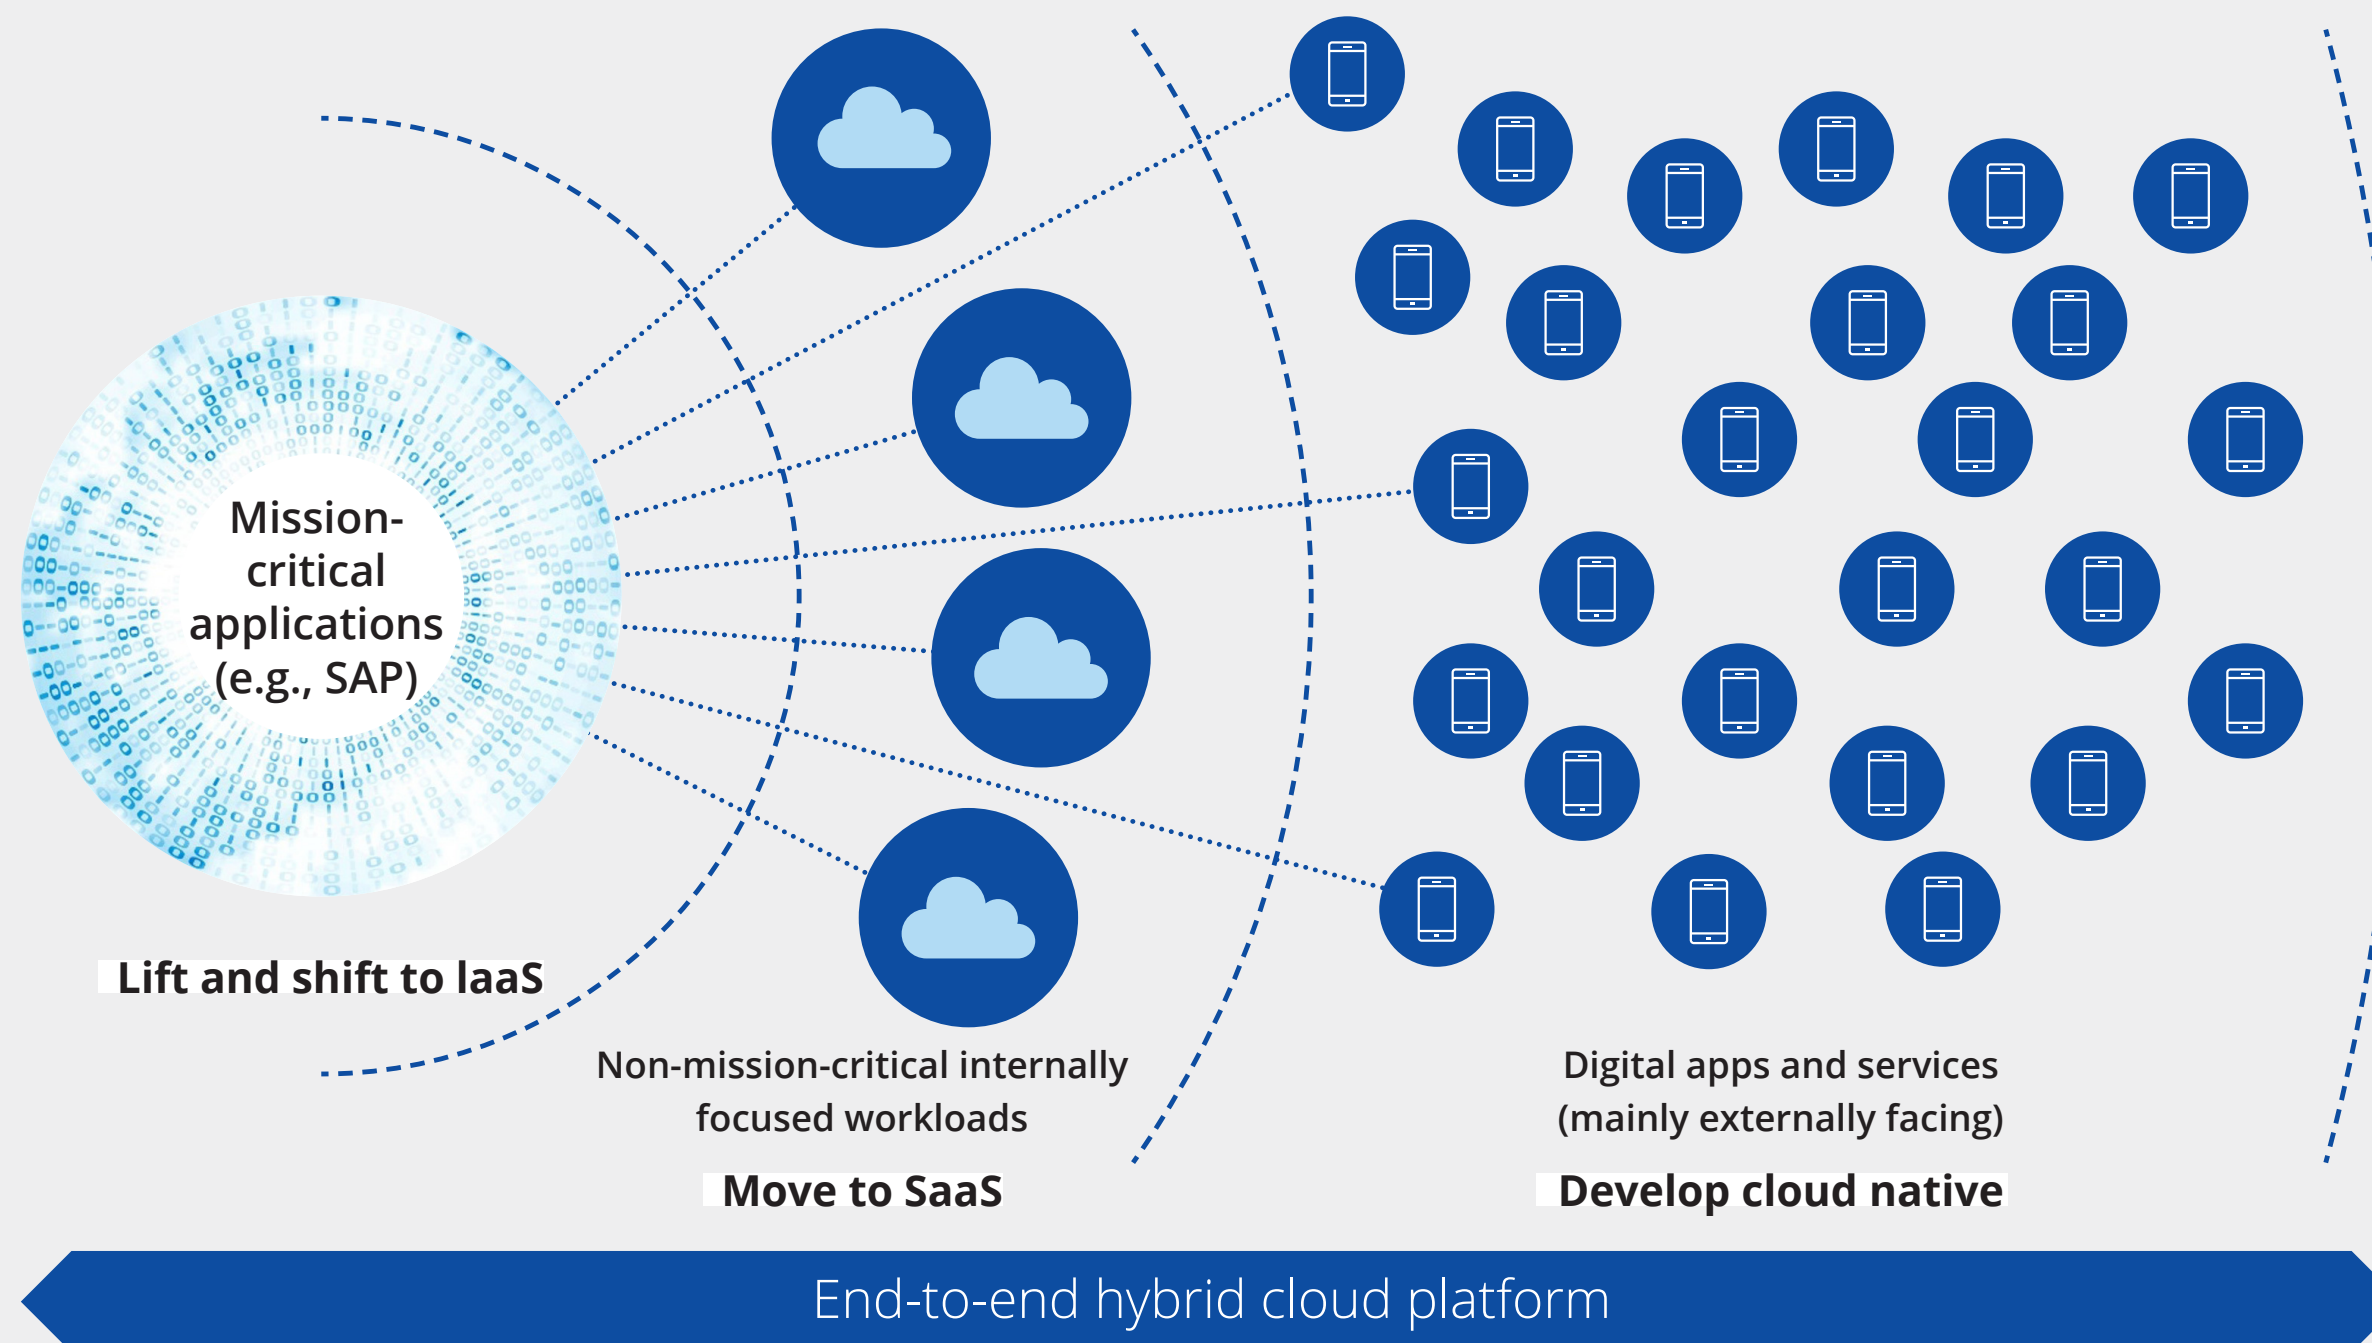 Mission-
critical
applications
(e.g., SAP)
Lift and shift to IaaS
Non-mission-critical internally
focused workloads
Move to SaaS
Digital apps and services
(mainly externally facing)
Develop cloud native
End-to-end hybrid cloud platform